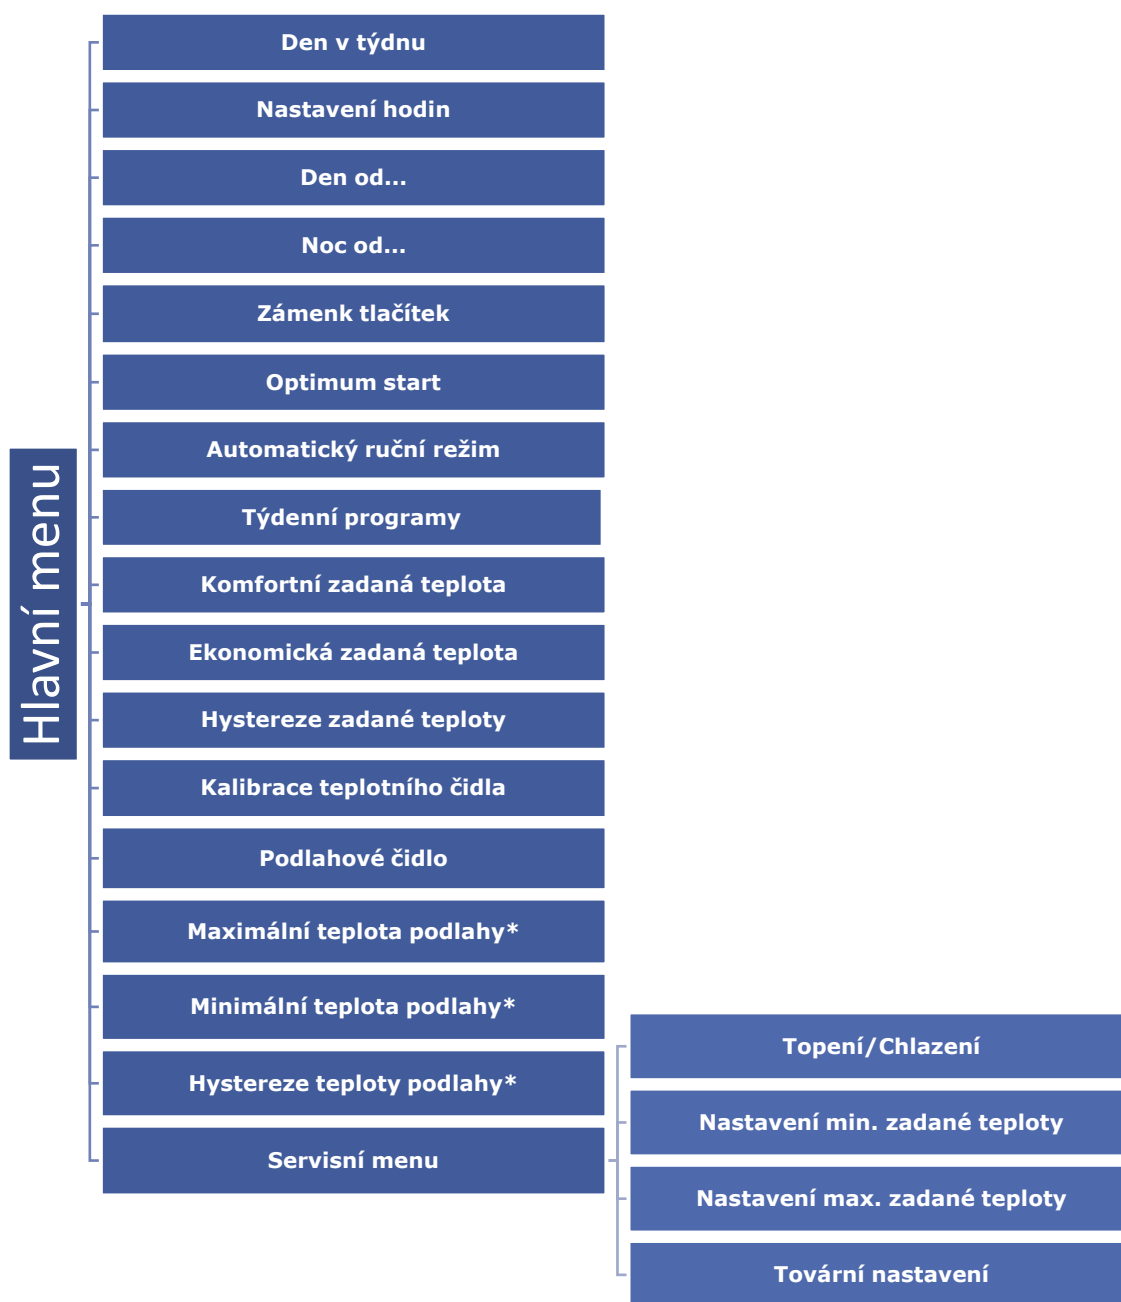 Hlavní menu
Den v týdnu
Nastavení hodin
Den od...
Noc od...
Zámenk tlačítek
Optimum start
Automatický ruční režim
Týdenní programy
Komfortní zadaná teplota
Ekonomická zadaná teplota
Hystereze zadané teploty
Kalibrace teplotního čidla
Podlahové čidlo
Maximální teplota podlahy*
Minimální teplota podlahy*
Hystereze teploty podlahy*
Servisní menu
Topení/Chlazení
Nastavení min. zadané teploty
Nastavení max. zadané teploty
Tovární nastavení